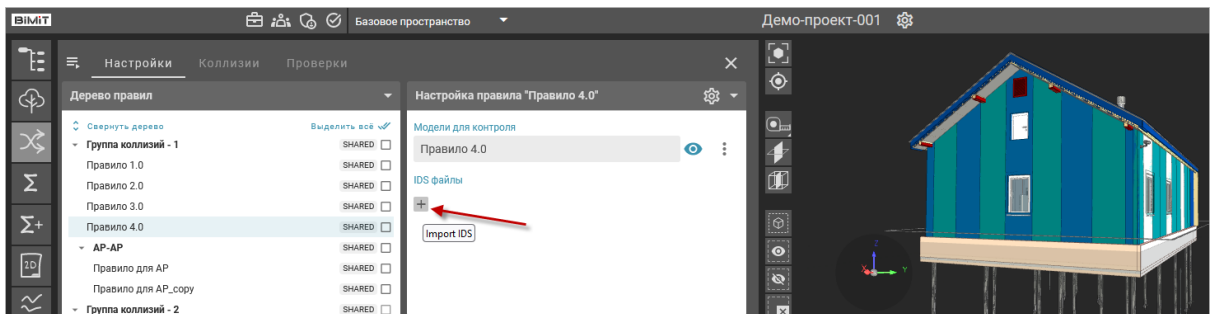 BIMiT
Базовое пространство
Демо-проект-001
Настройки Коллизии Проверки
Дерево правил
Настройка правила "Правило 4.0"
Свернуть дерево Выделить всё
Модели для контроля
Группа коллизий - 1 SHARED
Правило 4.0
Правило 1.0 SHARED
Правило 2.0 SHARED
IDS файлы
Правило 3.0 SHARED
Правило 4.0 SHARED
Import IDS
АР-АР SHARED
Правило для АР SHARED
Правило для АР_copy SHARED
Группа коллизий - 2 SHARED
2D
Z
X
Y